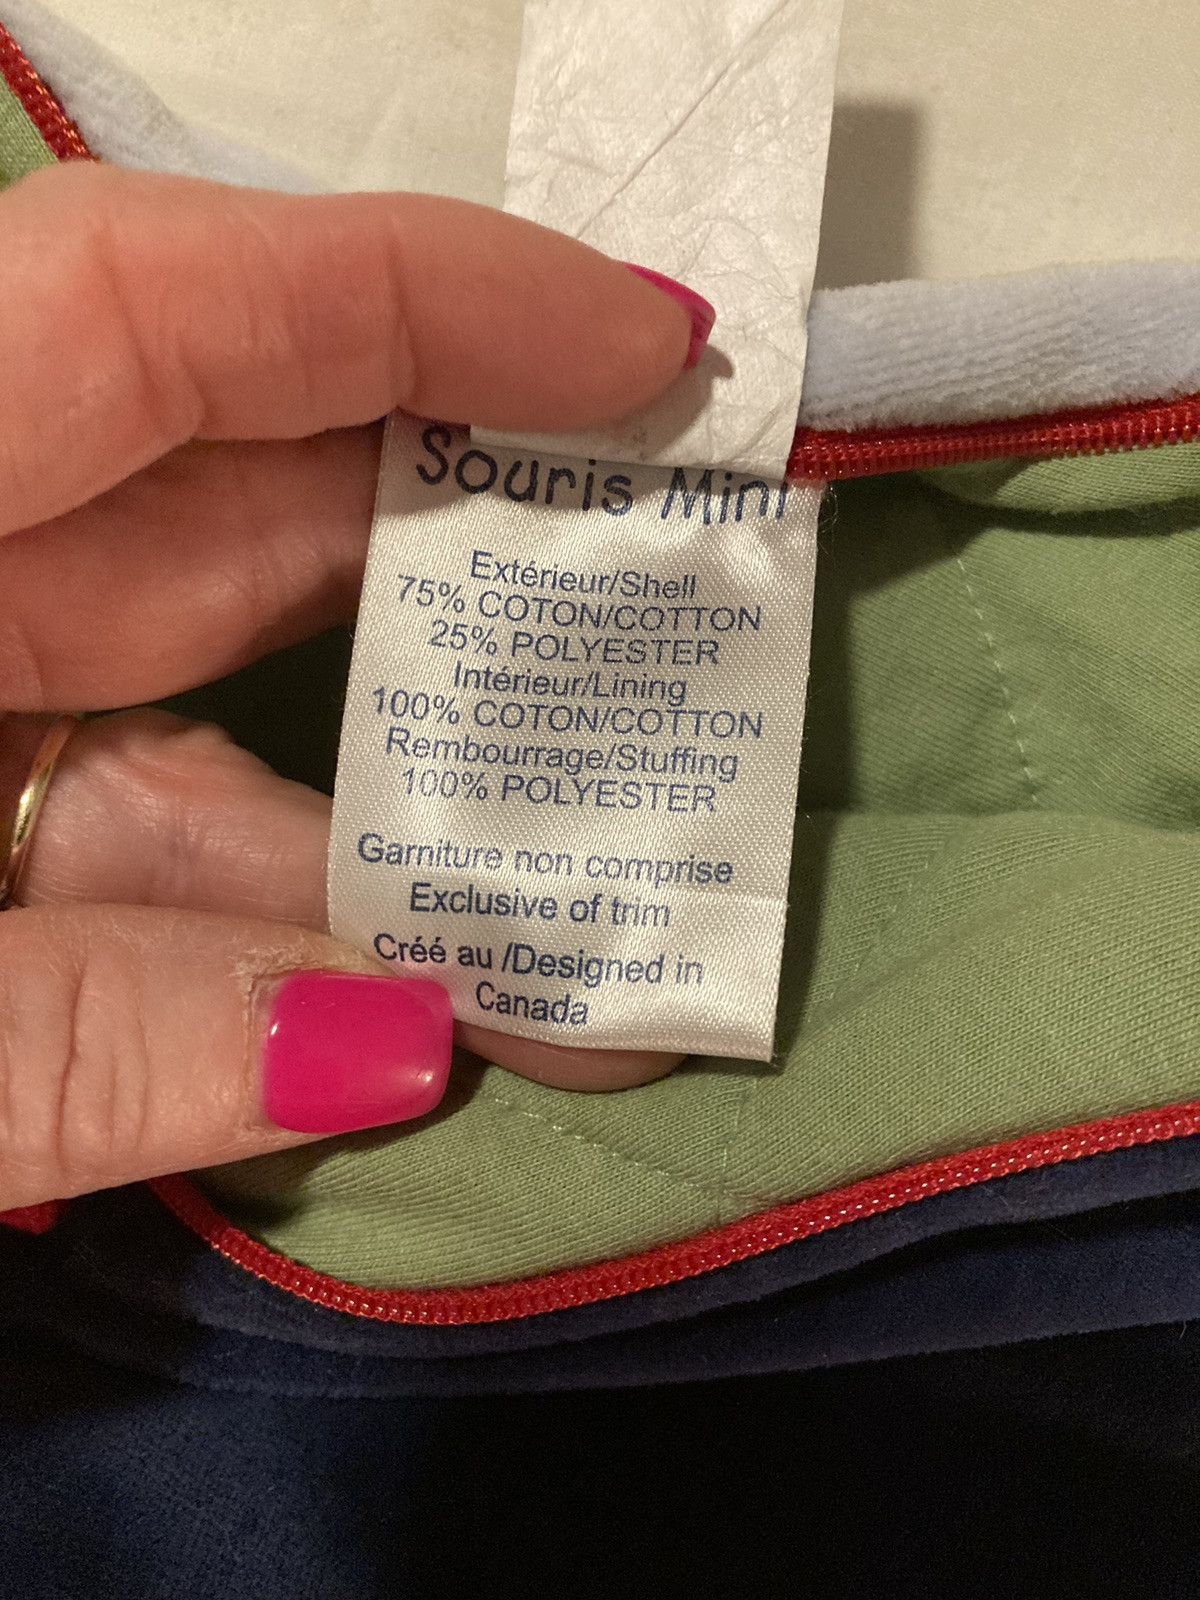 Souris Mini
Extérieur/Shell
75% COTON/COTTON
25% POLYESTER
Intérieur/Lining
100% COTON/COTTON
Rembourrage/Stuffing
100% POLYESTER
Garniture non comprise
Exclusive of trim
Créé au /Designed in
Canada